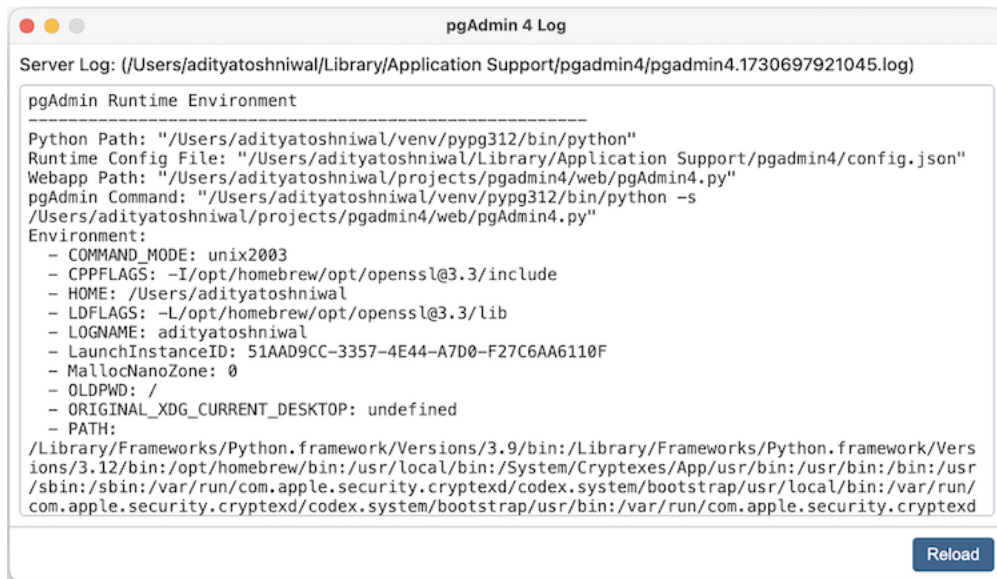 pgAdmin 4 Log
Server Log: (/Users/adityatoshniwal/Library/Application Support/pgadmin4/pgadmin4.1730697921045.log)
pgAdmin Runtime Environment
--------------------------------------------------------
Python Path: "/Users/adityatoshniwal/venv/pypg312/bin/python"
Runtime Config File: "/Users/adityatoshniwal/Library/Application Support/pgadmin4/config.json"
Webapp Path: "/Users/adityatoshniwal/projects/pgadmin4/web/pgAdmin4.py"
pgAdmin Command: "/Users/adityatoshniwal/venv/pypg312/bin/python -s
/Users/adityatoshniwal/projects/pgadmin4/web/pgAdmin4.py"
Environment:
- COMMAND_MODE: unix2003
- CPPFLAGS: -I/opt/homebrew/opt/openssl@3.3/include
- HOME: /Users/adityatoshniwal
- LDFLAGS: -L/opt/homebrew/opt/openssl@3.3/lib
- LOGNAME: adityatoshniwal
- LaunchInstanceID: 51AAD9CC-3357-4E44-A7D0-F27C6AA6110F
- MallocNanoZone: 0
- OLDPWD: /
- ORIGINAL_XDG_CURRENT_DESKTOP: undefined
- PATH:
/Library/Frameworks/Python.framework/Versions/3.9/bin:/Library/Frameworks/Python.framework/Vers
ions/3.12/bin:/opt/homebrew/bin:/usr/local/bin:/System/Cryptexes/App/usr/bin:/usr/bin:/bin:/usr
/sbin:/sbin:/var/run/com.apple.security.cryptexd/codex.system/bootstrap/usr/local/bin:/var/run/
com.apple.security.cryptexd/codex.system/bootstrap/usr/bin:/var/run/com.apple.security.cryptexd
Reload